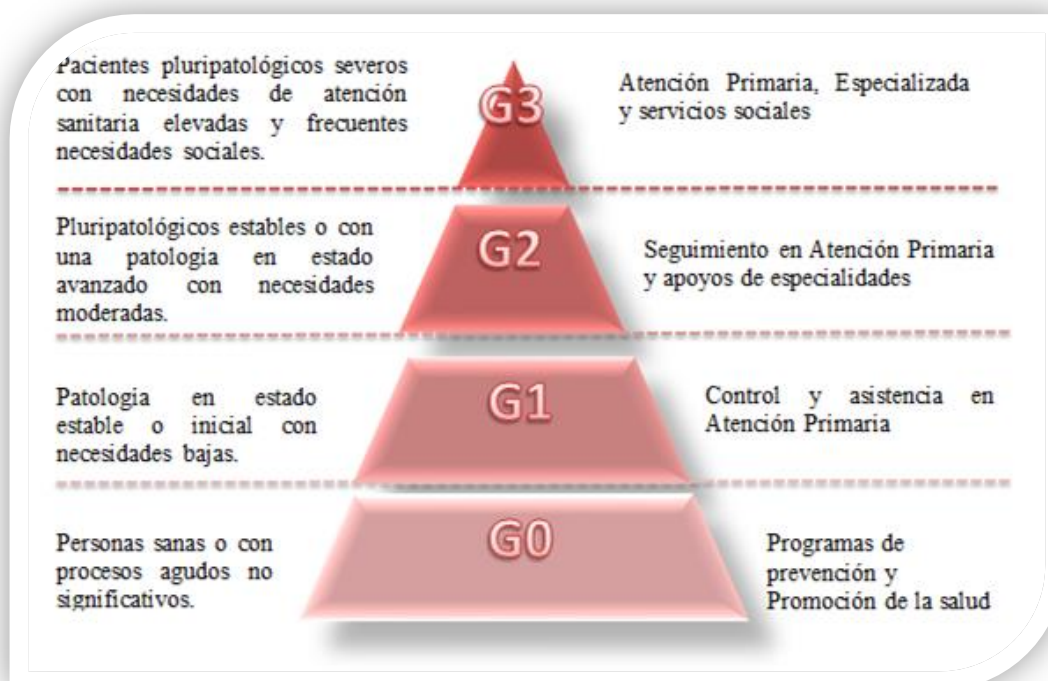 Pacientes pluripatológicos severos
con necesidades de atención
sanitaria elevadas y frecuentes
necesidades sociales.
G3
Atención Primaria, Especializada
y servicios sociales
Pluripatológicos estables o con
una patologia en estado
avanzado con necesidades
moderadas.
G2
Seguimiento en Atención Primaria
y apoyos de especialidades
Patologia en estado
estable o inicial con
necesidades bajas.
G1
Control y asistencia en
Atención Primaria
Personas sanas o con
procesos agudos no
significativos.
G0
Programas de
prevención y
Promoción de la salud